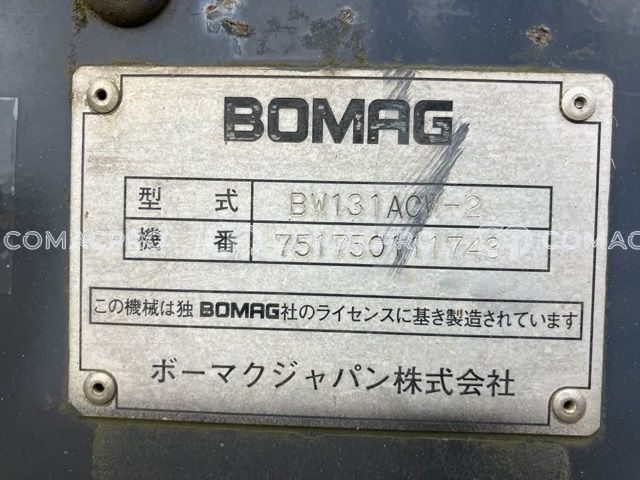 BOMAG
型式 BW131ACW-2
機番
この機械は独 BOMAG社のライセンスに基き製造されています
ボーマクジャパン株式会社